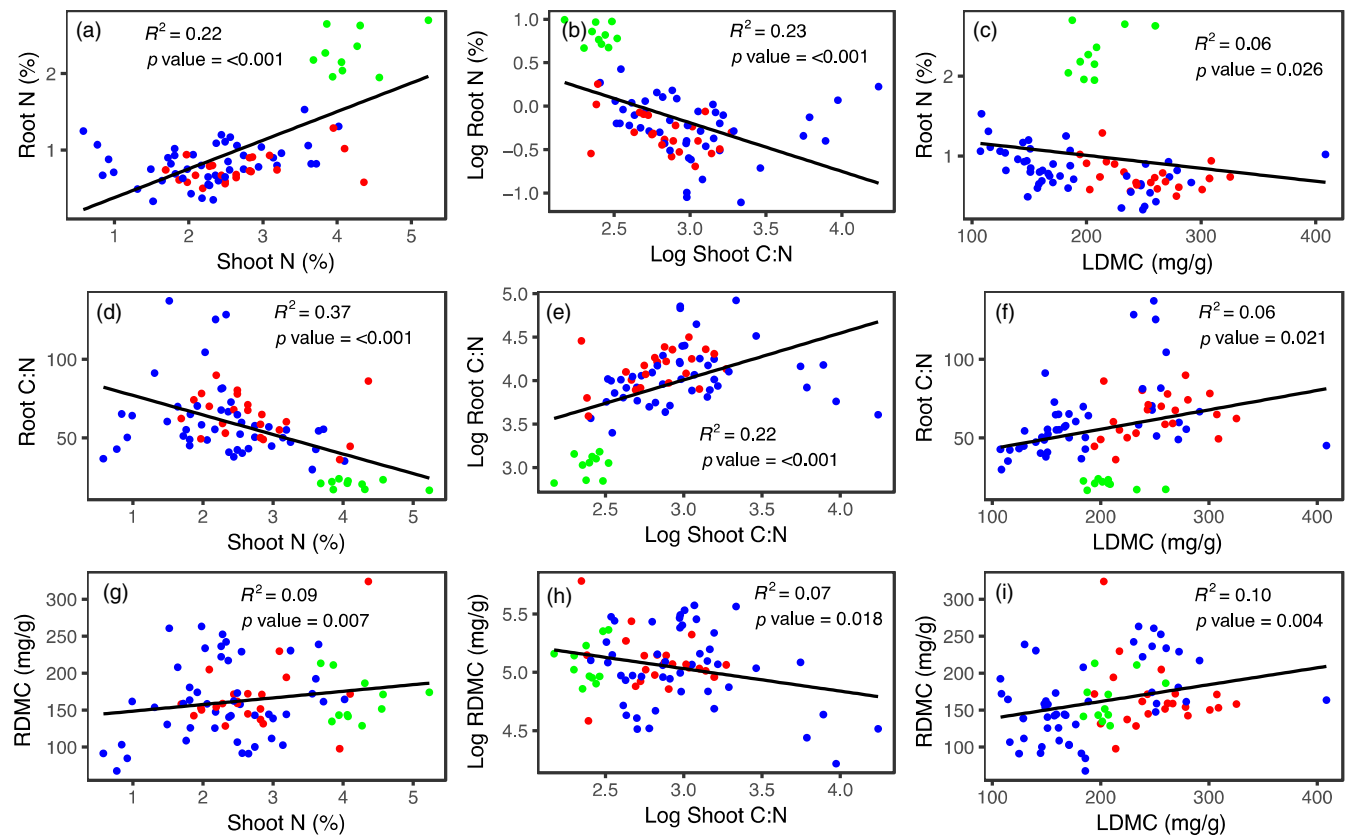 (a)
R² = 0.22
p value = <0.001
Root N (%)
2
1
1 2 3 4 5
Shoot N (%)
(b)
R² = 0.23
p value = <0.001
Log Root N (%)
1.0
0.5
0.0
−0.5
−1.0
2.5 3.0 3.5 4.0
Log Shoot C:N
(c)
R² = 0.06
p value = 0.026
Root N (%)
2
1
100 200 300 400
LDMC (mg/g)
(d)
R² = 0.37
p value = <0.001
Root C:N
100
50
1 2 3 4 5
Shoot N (%)
(e)
R² = 0.22
p value = <0.001
Log Root C:N
5.0
4.5
4.0
3.5
3.0
2.5 3.0 3.5 4.0
Log Shoot C:N
(f)
R² = 0.06
p value = 0.021
Root C:N
100
50
100 200 300 400
LDMC (mg/g)
(g)
R² = 0.09
p value = 0.007
RDMC (mg/g)
300
250
200
150
100
1 2 3 4 5
Shoot N (%)
(h)
R² = 0.07
p value = 0.018
Log RDMC (mg/g)
5.5
5.0
4.5
2.5 3.0 3.5 4.0
Log Shoot C:N
(i)
R² = 0.10
p value = 0.004
RDMC (mg/g)
300
250
200
150
100
100 200 300 400
LDMC (mg/g)